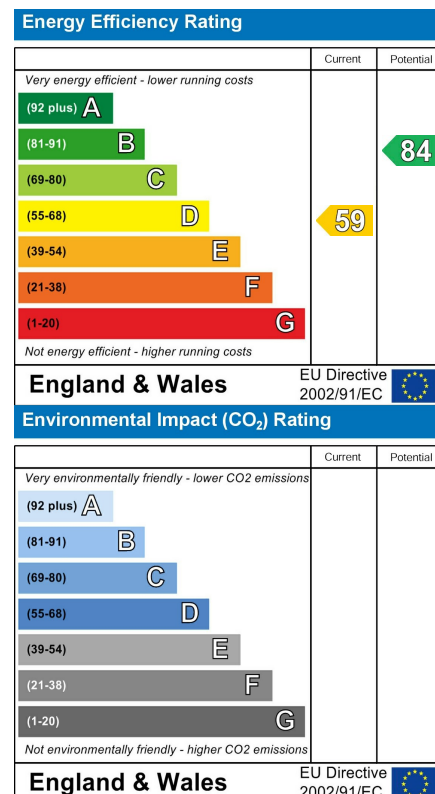 Energy Efficiency Rating
Current Potential
Very energy efficient - lower running costs
(92 plus) A
(81-91) B
84
(69-80) C
(55-68) D
59
(39-54) E
(21-38) F
(1-20) G
Not energy efficient - higher running costs
England & Wales
EU Directive
2002/91/EC
Environmental Impact (CO₂) Rating
Current Potential
Very environmentally friendly - lower CO2 emissions
(92 plus) A
(81-91) B
(69-80) C
(55-68) D
(39-54) E
(21-38) F
(1-20) G
Not environmentally friendly - higher CO2 emissions
England & Wales
EU Directive
2002/91/EC